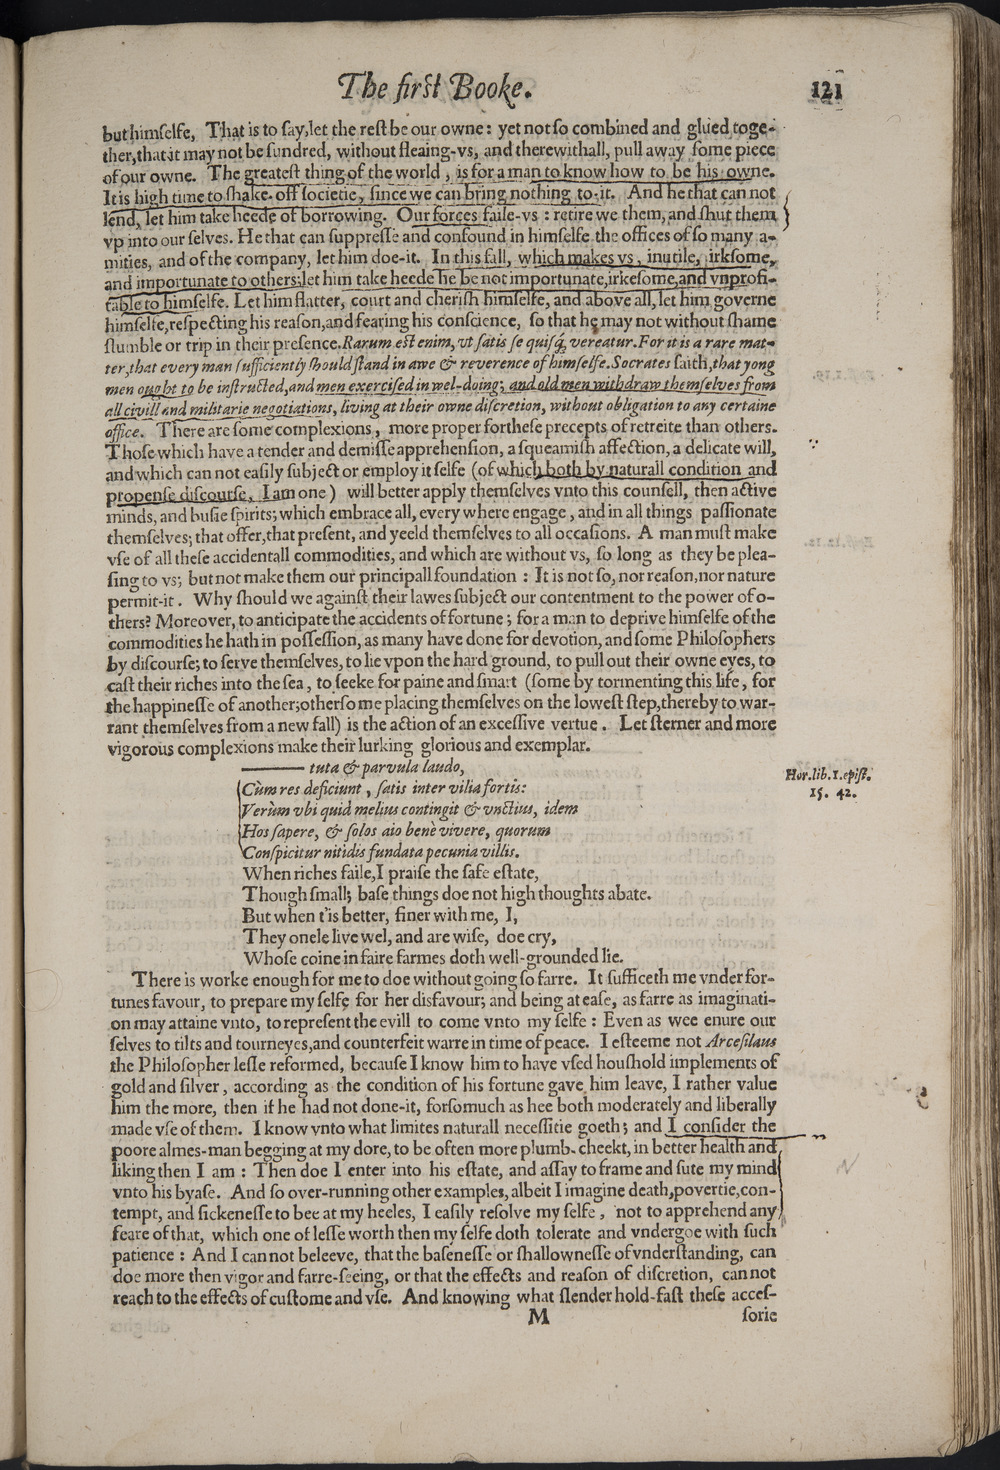 The first Booke.
121
but himſelfe, That is to ſay, let the reſt be our owne: yet not ſo combined and glued toge-
ther, that it may not be ſundred, without fleaing-vs, and therewithall, pull away ſome piece
of our owne. The greateſt thing of the world, is for a man to know how to be his owne.
It is high time to ſhake-off ſocietie, ſince we can bring nothing to-it. And he that can not
lend, let him take heede of borrowing. Our forces faile-vs: retire we them, and ſhut them
vp into our ſelves. He that can ſuppreſſe and confound in himſelfe the offices of ſo many a-
mities, and of the company, let him doe-it. In this fall, which makes vs, inutile, irkſome,
and importunate to others; let him take heede he be not importunate, irkeſome, and vnprofi-
table to himſelfe. Let him flatter, court and cheriſh himſelfe, and above all, let him governe
himſelfe, reſpecting his reaſon, and fearing his conſcience, ſo that he may not without ſhame
ſtumble or trip in their preſence. Rarum eſt enim, vt ſatis ſe quiſq; vereatur. For it is a rare mat-
ter, that every man ſufficiently ſhould ſtand in awe & reverence of himſelfe. Socrates ſaith, that yong
men ought to be inſtructed, and men exerciſed in wel-doing; and old men withdraw themſelves from
all civill and militarie negotiations, living at their owne diſcretion, without obligation to any certaine
office. There are ſome complexions, more proper for theſe precepts of retreite than others.
Thoſe which have a tender and demiſſe apprehenſion, a ſqueamiſh affection, a delicate will,
and which can not eaſily ſubject or employ it ſelfe (of which both by naturall condition and
propenſe diſcourſe, I am one) will better apply themſelves vnto this counſell, then active
minds, and buſie ſpirits; which embrace all, every where engage, and in all things paſſionate
themſelves; that offer, that preſent, and yeeld themſelves to all occaſions. A man muſt make
vſe of all theſe accidentall commodities, and which are without vs, ſo long as they be plea-
ſing to vs; but not make them our principall foundation: It is not ſo, nor reaſon, nor nature
permit-it. Why ſhould we againſt their lawes ſubject our contentment to the power of o-
thers? Moreover, to anticipate the accidents of fortune; for a man to deprive himſelfe of the
commodities he hath in poſſeſſion, as many have done for devotion, and ſome Philoſophers
by diſcourſe; to ſerve themſelves, to lie vpon the hard ground, to pull out their owne eyes, to
caſt their riches into the ſea, to ſeeke for paine and ſmart (ſome by tormenting this life, for
the happineſſe of another; otherſome placing themſelves on the loweſt ſtep, thereby to war-
rant themſelves from a new fall) is the action of an exceſſive vertue. Let ſterner and more
vigorous complexions make their lurking glorious and exemplar.
——— tuta & parvula laudo,
Hor. lib. 1. epiſt.
15. 42.
Cùm res deficiunt, ſatis inter vilia fortis:
Verùm vbi quid melius contingit & vnctius, idem
Hos ſapere, & ſolos aio benè vivere, quorum
Conſpicitur nitidis fundata pecunia villis.
When riches faile, I praiſe the ſafe eſtate,
Though ſmall; baſe things doe not high thoughts abate.
But when t'is better, finer with me, I,
They onele live wel, and are wiſe, doe cry,
Whoſe coine in faire farmes doth well-grounded lie.
There is worke enough for me to doe without going ſo farre. It ſufficeth me vnder for-
tunes favour, to prepare my ſelfe for her disfavour; and being at eaſe, as farre as imaginati-
on may attaine vnto, to repreſent the evill to come vnto my ſelfe: Even as wee enure our
ſelves to tilts and tourneyes, and counterfeit warre in time of peace. I eſteeme not Arceſilaus
the Philoſopher leſſe reformed, becauſe I know him to have vſed houſhold implements of
gold and ſilver, according as the condition of his fortune gave him leave, I rather value
him the more, then if he had not done-it, forſomuch as hee both moderately and liberally
made vſe of them. I know vnto what limites naturall neceſſitie goeth; and I conſider the
poore almes-man begging at my dore, to be often more plumb-cheekt, in better health and
liking then I am: Then doe I enter into his eſtate, and aſſay to frame and ſute my mind
vnto his byaſe. And ſo over-running other examples, albeit I imagine death, povertie, con-
tempt, and ſickeneſſe to bee at my heeles, I eaſily reſolve my ſelfe, not to apprehend any
feare of that, which one of leſſe worth then my ſelfe doth tolerate and vndergoe with ſuch
patience: And I can not beleeve, that the baſeneſſe or ſhallowneſſe of vnderſtanding, can
doe more then vigor and farre-ſeeing, or that the effects and reaſon of diſcretion, can not
reach to the effects of cuſtome and vſe. And knowing what ſlender hold-faſt theſe acceſ-
M
ſorie